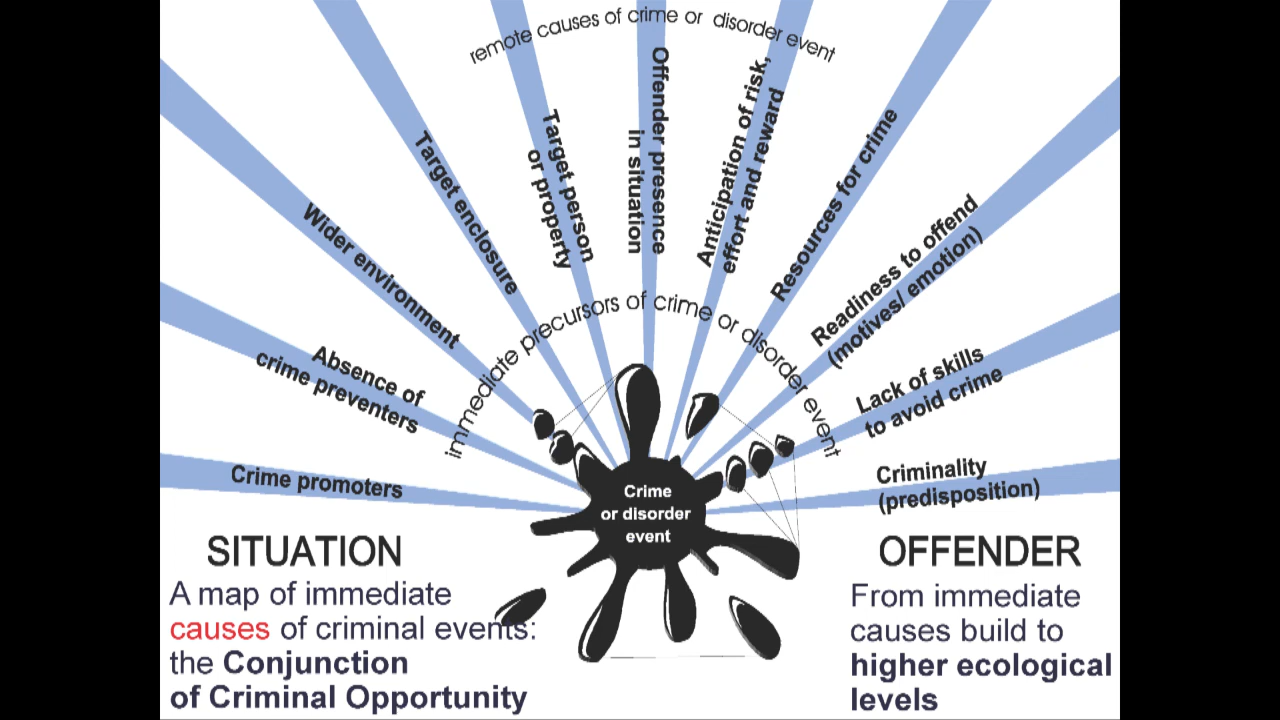 remote causes of crime or disorder event
Crime promoters
Absence of
crime preventers
Wider environment
Target enclosure
Target person
or property
Offender presence
in situation
Anticipation of risk,
effort and reward
Resources for crime
Readiness to offend
(motives/ emotion)
Lack of skills
to avoid crime
Criminality
(predisposition)
immediate precursors of crime or disorder event
Crime
or disorder
event
SITUATION
A map of immediate
causes of criminal events:
the Conjunction
of Criminal Opportunity
OFFENDER
From immediate
causes build to
higher ecological
levels